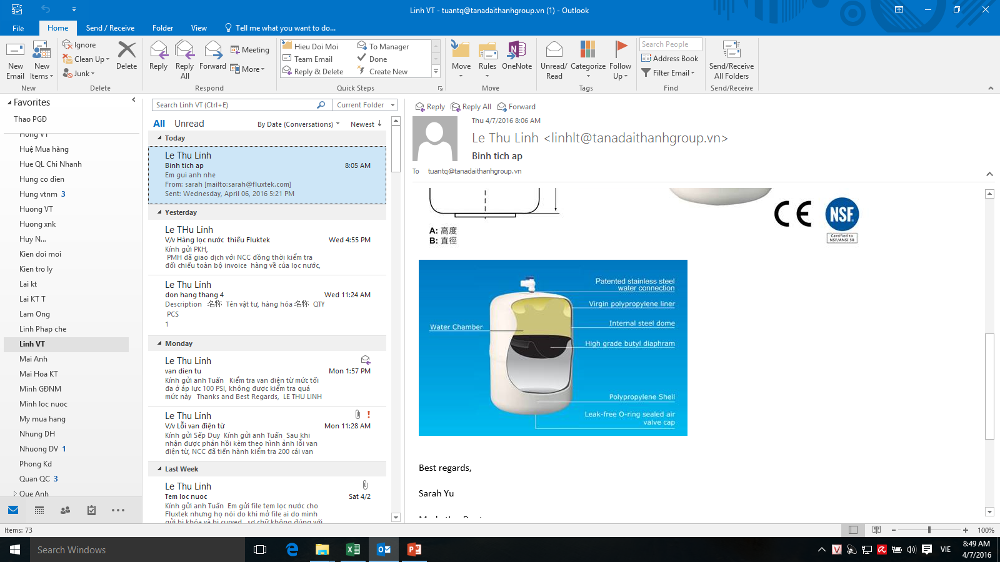 Linh VT - tuantq@tanadaithanhgroup.vn (1) - Outlook
File
Home
Send / Receive
Folder
View
Tell me what you want to do...
New Email
New Items
New
Ignore
Clean Up
Junk
Delete
Delete
Reply
Reply All
Forward
Meeting
More
Respond
Hieu Doi Moi
To Manager
Team Email
Done
Reply & Delete
Create New
Quick Steps
Move
Rules
OneNote
Move
Unread/ Read
Categorize
Follow Up
Tags
Search People
Address Book
Filter Email
Find
Send/Receive All Folders
Send/Receive
Favorites
Thao PGĐ
Hong VT
Huệ Mua hàng
Hue QL Chi Nhanh
Hung co dien
Hung vtnm 3
Huong VT
Huong xnk
Huy N...
Kien doi moi
Kien tro ly
Lai kt
Lai KT T
Lam Ong
Linh Phap che
Linh VT
Mai Anh
Mai Hoa KT
Minh GĐNM
Minh loc nuoc
My mua hang
Nhung DH
Nhuong DV 1
Phong Kd
Quan QC 3
Que Anh
Search Linh VT (Ctrl+E)
Current Folder
All
Unread
By Date (Conversations)
Newest
Today
Le Thu Linh
Binh tich ap 8:05 AM
Em gui anh nhe
From: sarah [mailto:sarah@fluxtek.com]
Sent: Wednesday, April 06, 2016 5:21 PM
Yesterday
Le THu Linh
V/v Hàng lọc nước thiếu Fluktek Wed 4:55 PM
Kính gửi PKH,
PMH đã giao dịch với NCC đồng thời kiểm tra
đối chiếu toàn bộ invoice hàng về của lọc nước,
Le Thu Linh
don hang thang 4 Wed 11:24 AM
Description 名称 Tên vật tư, hàng hóa 名称 QTY
PCS
1
Monday
Le Thu Linh
van dien tu Mon 1:57 PM
Kính gửi anh Tuấn Kiểm tra van điện từ mức tối
đa ở áp lực 100 PSI, không được kiểm tra quá
mức này Thanks and Best Regards, LE THU LINH
Le Thu Linh
V/v Lỗi van điện từ Mon 11:28 AM
Kính gửi Sếp Duy Kính gửi anh Tuấn Sau khi
nhận được phản hồi kèm theo hình ảnh lỗi van
điện từ, NCC đã tiến hành kiểm tra 200 cái van
Last Week
Le Thu Linh
Tem loc nuoc Sat 4/2
Kính gửi anh Tuấn Em gửi file tem lọc nước cho
Fluxtek nhưng họ nói do khi mở file ai do mình
gửi bị khóa và bị curved , sợ chữ không đúng với
Reply
Reply All
Forward
Thu 4/7/2016 8:06 AM
Le Thu Linh <linhlt@tanadaithanhgroup.vn>
Binh tich ap
To tuantq@tanadaithanhgroup.vn
A: 高度
B: 直徑
CE
NSF
Certified to
NSF/ANSI 58
Patented stainless steel
water connection
Virgin polypropylene liner
Internal steel dome
Water Chamber
High grade butyl diaphram
Polypropylene Shell
Leak-free O-ring sealed air
valve cap
Best regards,
Sarah Yu
Items: 73
100%
Search Windows
VIE
8:49 AM
4/7/2016